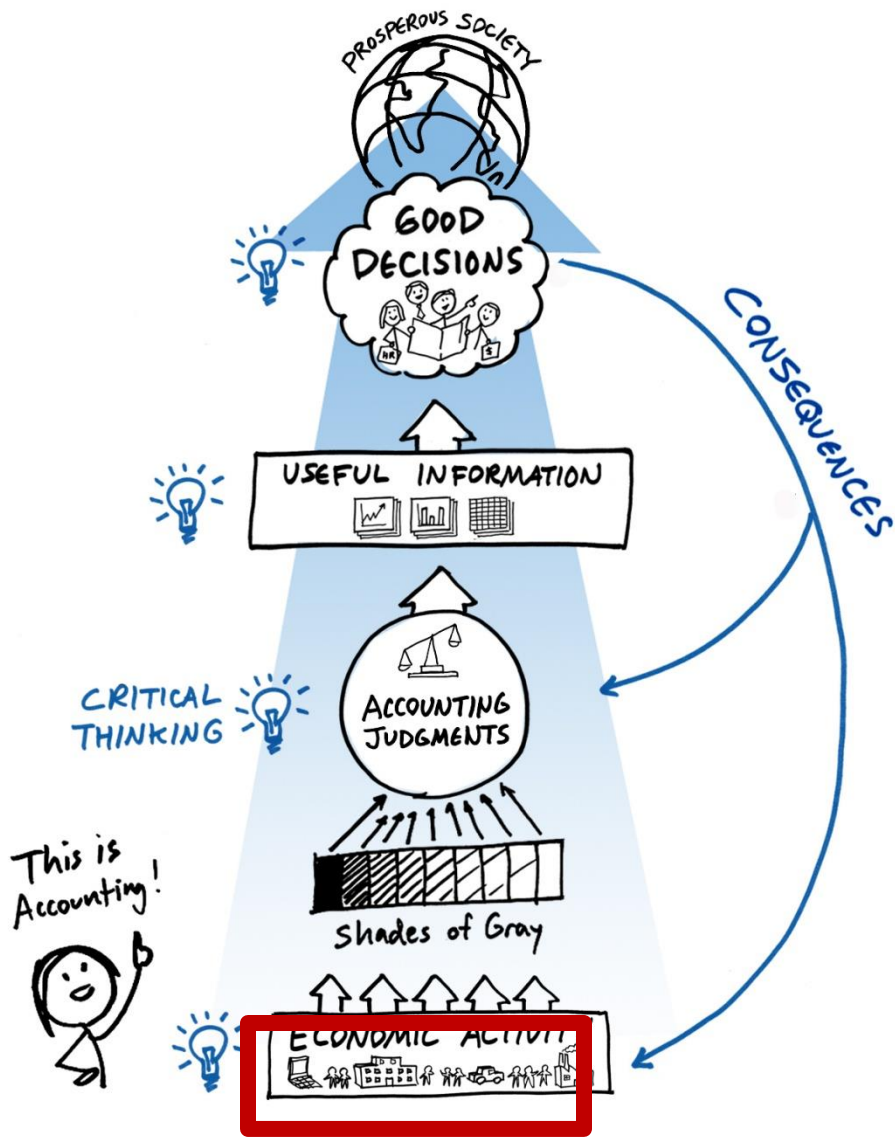 PROSPEROUS SOCIETY
GOOD
DECISIONS
HR
$
CONSEQUENCES
USEFUL INFORMATION
CRITICAL
THINKING
ACCOUNTING
JUDGMENTS
This is
Accounting!
Shades of Gray
ECONOMIC ACTIVIT